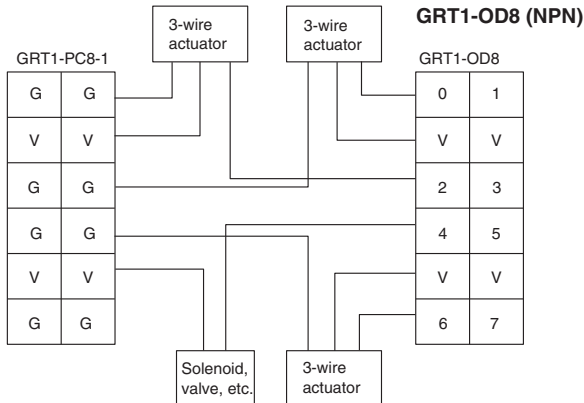 GRT1-OD8 (NPN)
3-wire
actuator
3-wire
actuator
GRT1-PC8-1
GRT1-OD8
G G
V V
G G
G G
V V
G G
0 1
V V
2 3
4 5
V V
6 7
Solenoid,
valve, etc.
3-wire
actuator